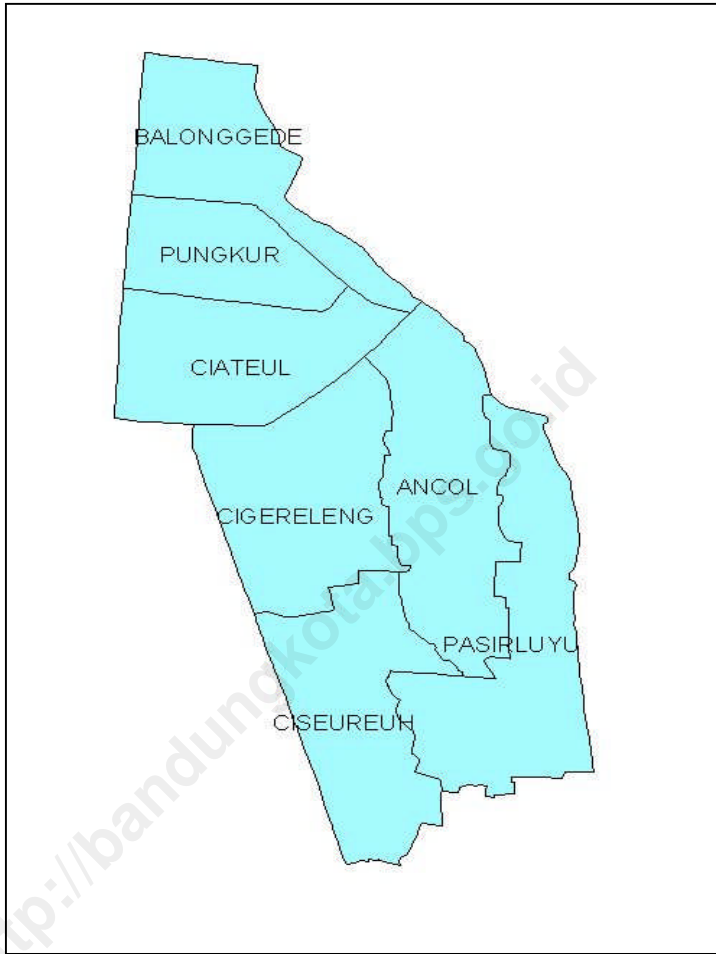 BALONGGEDE
PUNGKUR
CIATEUL
ANCOL
CIGERELENG
PASIRLUYU
CISEUREUH
http://bandungkota.bps.go.id